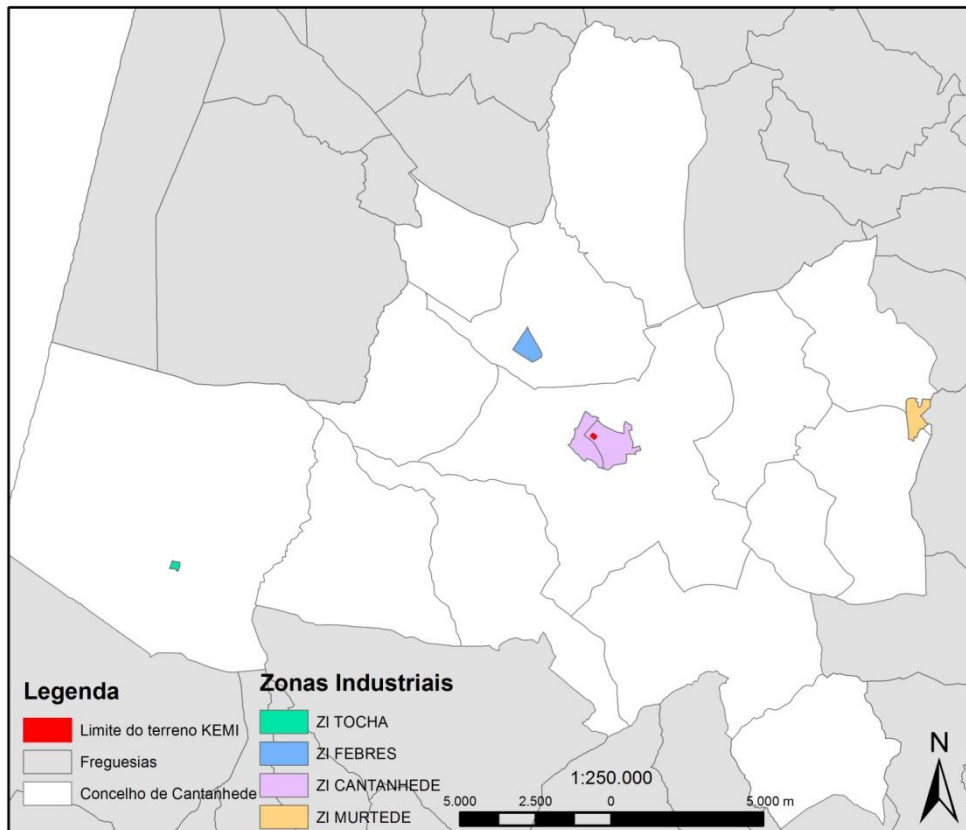 Legenda
Limite do terreno KEMI
Freguesias
Concelho de Cantanhede
Zonas Industriais
ZI TOCHA
ZI FEBRES
ZI CANTANHEDE
ZI MURTEDE
1:250.000
5.000 2.500 0 5.000 m
N